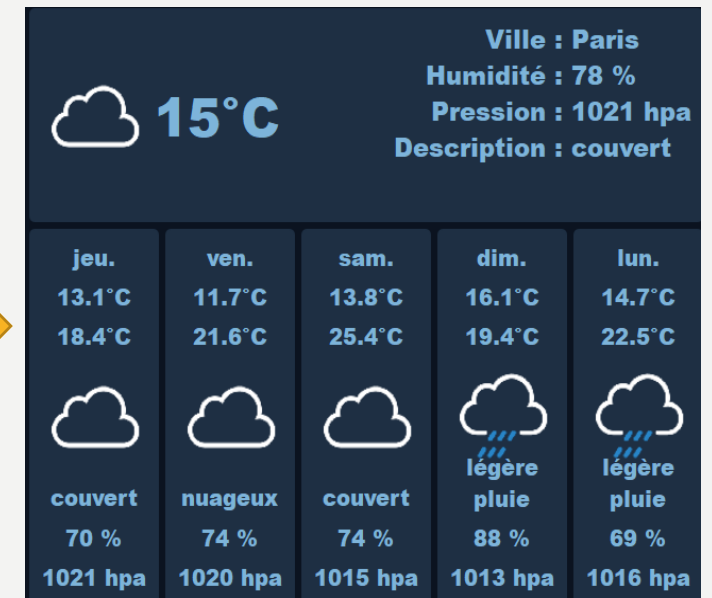 Ville : Paris
Humidité : 78 %
15°C
Pression : 1021 hpa
Description : couvert
jeu.
13.1°C
18.4°C
couvert
70 %
1021 hpa
ven.
11.7°C
21.6°C
nuageux
74 %
1020 hpa
sam.
13.8°C
25.4°C
couvert
74 %
1015 hpa
dim.
16.1°C
19.4°C
légère
pluie
88 %
1013 hpa
lun.
14.7°C
22.5°C
légère
pluie
69 %
1016 hpa